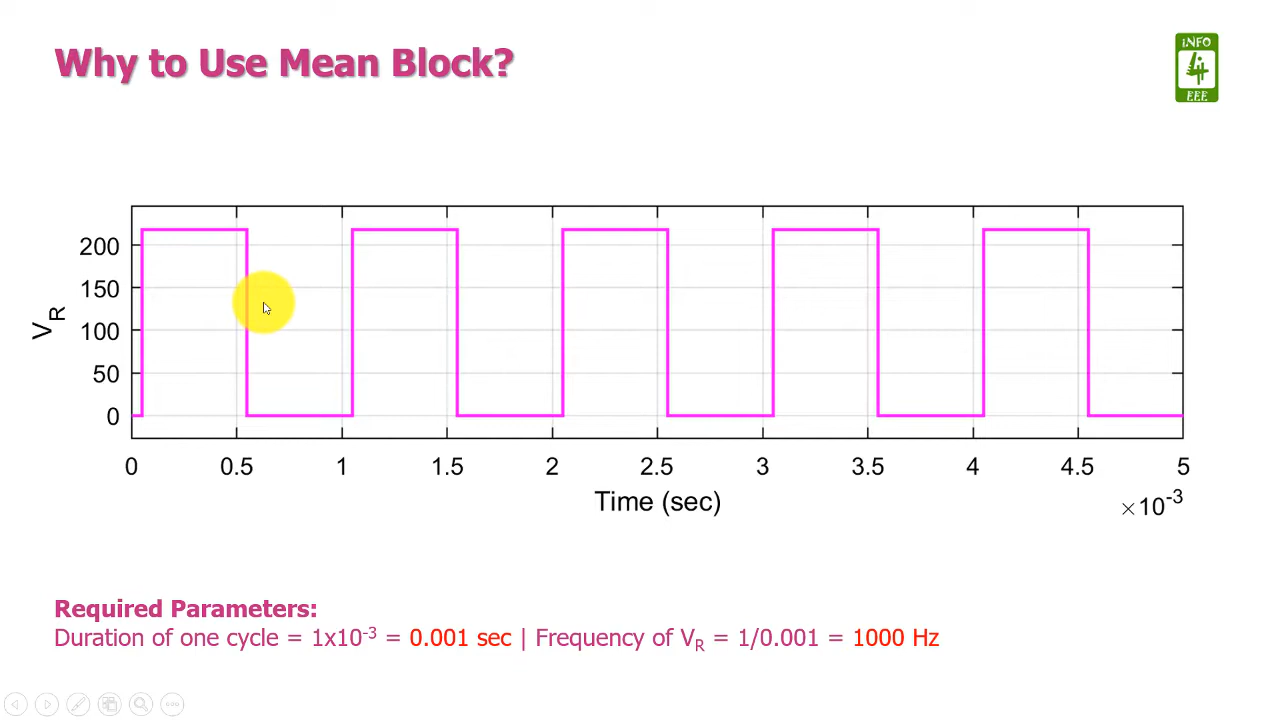 Why to Use Mean Block?
INFO
4
EEE
200
150
100
50
0
V_R
0 0.5 1 1.5 2 2.5 3 3.5 4 4.5 5
Time (sec)
×10⁻³
Required Parameters:
Duration of one cycle = 1x10⁻³ = 0.001 sec | Frequency of V_R = 1/0.001 = 1000 Hz